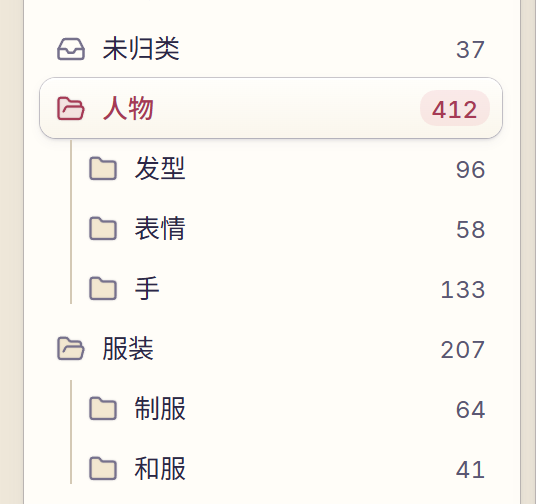 未归类 37
人物 412
发型 96
表情 58
手 133
服装 207
制服 64
和服 41